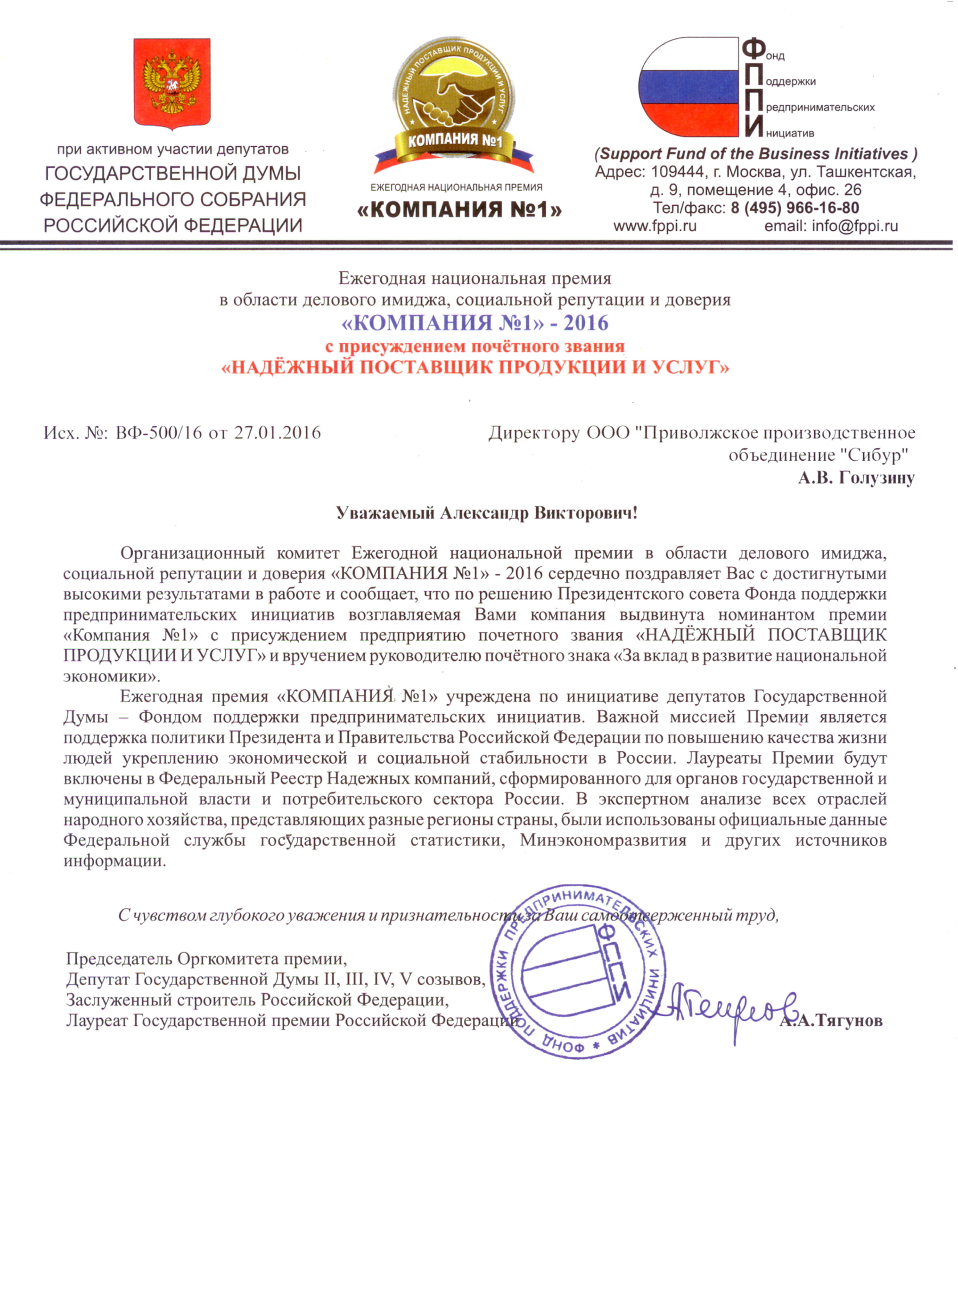 при активном участии депутатов
ГОСУДАРСТВЕННОЙ ДУМЫ
ФЕДЕРАЛЬНОГО СОБРАНИЯ
РОССИЙСКОЙ ФЕДЕРАЦИИ
НАДЕЖНЫЙ ПОСТАВЩИК ПРОДУКЦИИ И УСЛУГ
КОМПАНИЯ №1
ЕЖЕГОДНАЯ НАЦИОНАЛЬНАЯ ПРЕМИЯ
«КОМПАНИЯ №1»
Фонд
Поддержки
Предпринимательских
Инициатив
(Support Fund of the Business Initiatives )
Адрес: 109444, г. Москва, ул. Ташкентская,
д. 9, помещение 4, офис. 26
Тел/факс: 8 (495) 966-16-80
www.fppi.ru email: info@fppi.ru
Ежегодная национальная премия
в области делового имиджа, социальной репутации и доверия
«КОМПАНИЯ №1» - 2016
с присуждением почётного звания
«НАДЁЖНЫЙ ПОСТАВЩИК ПРОДУКЦИИ И УСЛУГ»
Исх. №: ВФ-500/16 от 27.01.2016
Директору ООО "Приволжское производственное
объединение "Сибур"
А.В. Голузину
Уважаемый Александр Викторович!
Организационный комитет Ежегодной национальной премии в области делового имиджа,
социальной репутации и доверия «КОМПАНИЯ №1» - 2016 сердечно поздравляет Вас с достигнутыми
высокими результатами в работе и сообщает, что по решению Президентского совета Фонда поддержки
предпринимательских инициатив возглавляемая Вами компания выдвинута номинантом премии
«Компания №1» с присуждением предприятию почетного звания «НАДЁЖНЫЙ ПОСТАВЩИК
ПРОДУКЦИИ И УСЛУГ» и вручением руководителю почётного знака «За вклад в развитие национальной
экономики».
Ежегодная премия «КОМПАНИЯ №1» учреждена по инициативе депутатов Государственной
Думы – Фондом поддержки предпринимательских инициатив. Важной миссией Премии является
поддержка политики Президента и Правительства Российской Федерации по повышению качества жизни
людей укреплению экономической и социальной стабильности в России. Лауреаты Премии будут
включены в Федеральный Реестр Надежных компаний, сформированного для органов государственной и
муниципальной власти и потребительского сектора России. В экспертном анализе всех отраслей
народного хозяйства, представляющих разные регионы страны, были использованы официальные данные
Федеральной службы государственной статистики, Минэкономразвития и других источников
информации.
С чувством глубокого уважения и признательности за Ваш самоотверженный труд,
Председатель Оргкомитета премии,
Депутат Государственной Думы II, III, IV, V созывов,
Заслуженный строитель Российской Федерации,
Лауреат Государственной премии Российской Федерации
А.А.Тягунов
ФОНД ПОДДЕРЖКИ ПРЕДПРИНИМАТЕЛЬСКИХ ИНИЦИАТИВ